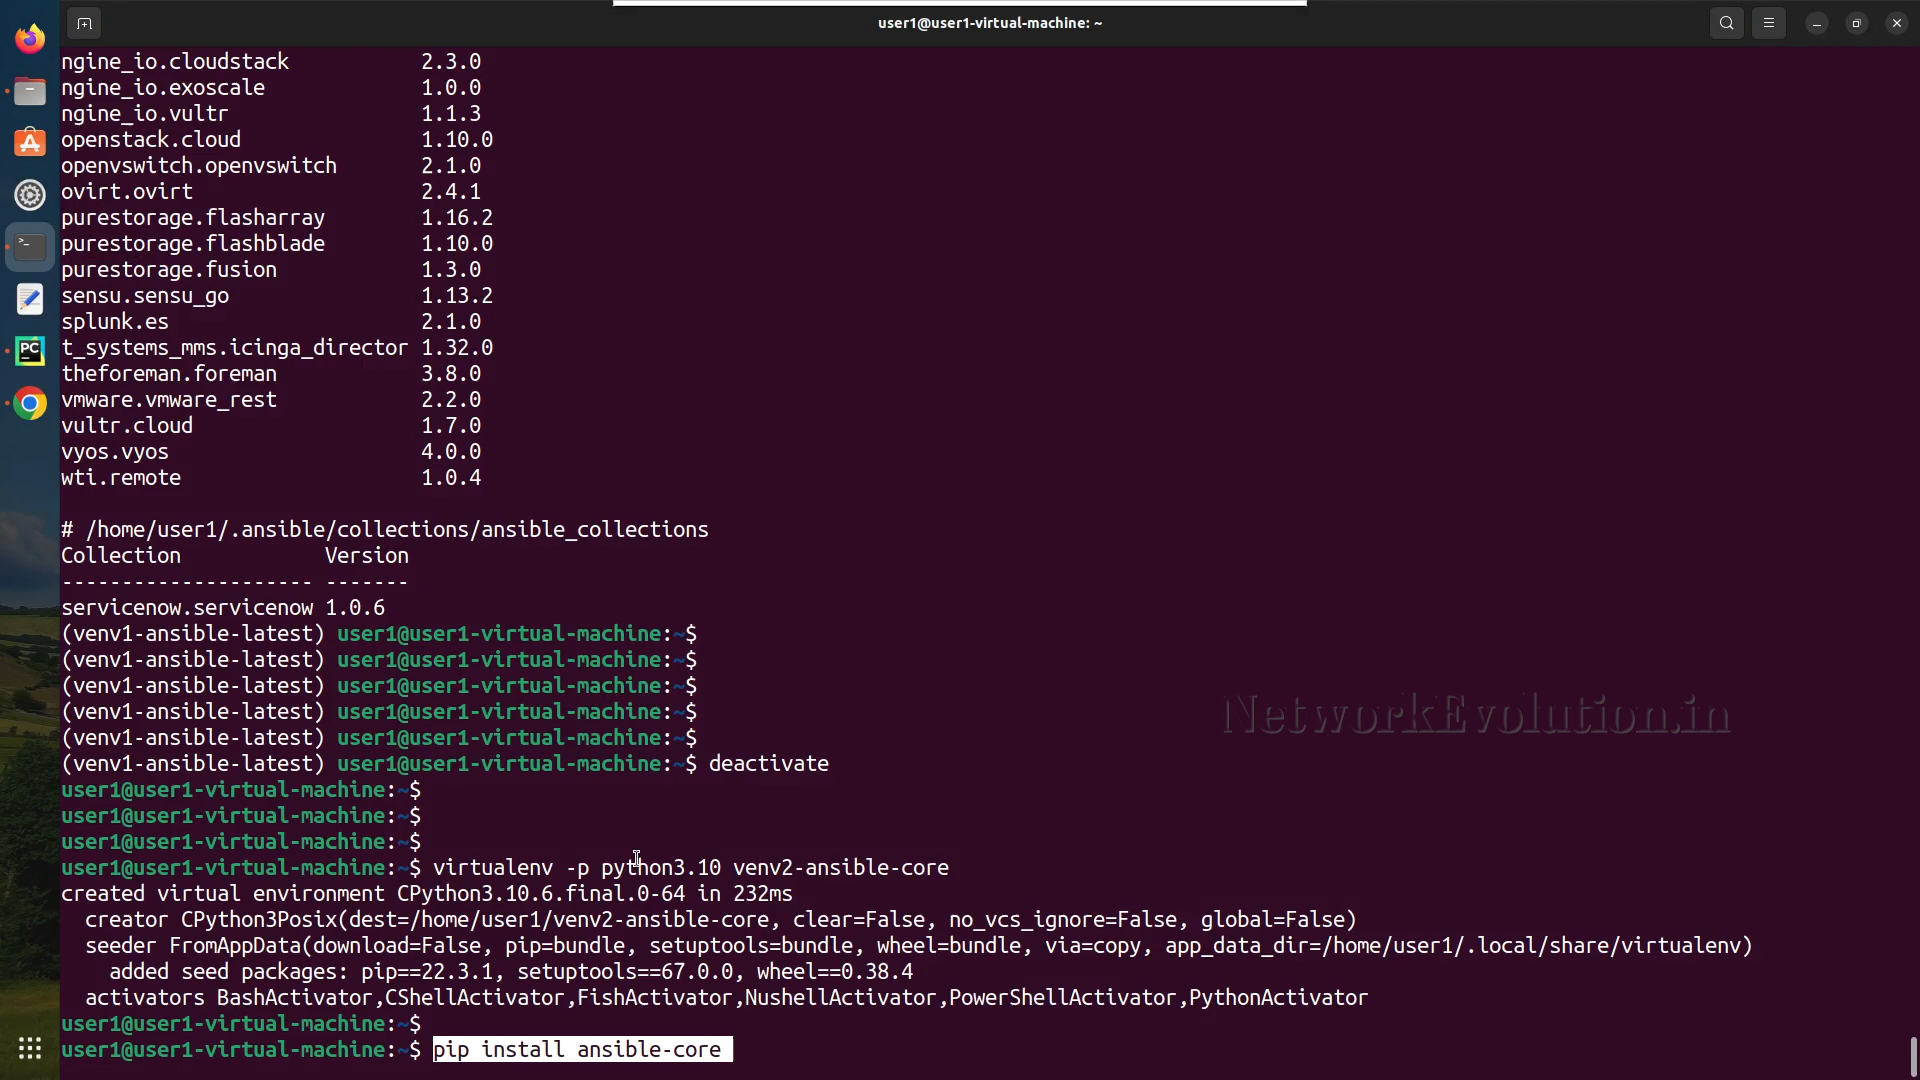 user1@user1-virtual-machine: ~
ngine_io.cloudstack 2.3.0
ngine_io.exoscale 1.0.0
ngine_io.vultr 1.1.3
openstack.cloud 1.10.0
openvswitch.openvswitch 2.1.0
ovirt.ovirt 2.4.1
purestorage.flasharray 1.16.2
purestorage.flashblade 1.10.0
purestorage.fusion 1.3.0
sensu.sensu_go 1.13.2
splunk.es 2.1.0
t_systems_mms.icinga_director 1.32.0
theforeman.foreman 3.8.0
vmware.vmware_rest 2.2.0
vultr.cloud 1.7.0
vyos.vyos 4.0.0
wti.remote 1.0.4
# /home/user1/.ansible/collections/ansible_collections
Collection Version
--------------------- -------
servicenow.servicenow 1.0.6
(venv1-ansible-latest) user1@user1-virtual-machine:~$
(venv1-ansible-latest) user1@user1-virtual-machine:~$
(venv1-ansible-latest) user1@user1-virtual-machine:~$
(venv1-ansible-latest) user1@user1-virtual-machine:~$
(venv1-ansible-latest) user1@user1-virtual-machine:~$
(venv1-ansible-latest) user1@user1-virtual-machine:~$ deactivate
user1@user1-virtual-machine:~$
user1@user1-virtual-machine:~$
user1@user1-virtual-machine:~$
user1@user1-virtual-machine:~$ virtualenv -p python3.10 venv2-ansible-core
created virtual environment CPython3.10.6.final.0-64 in 232ms
creator CPython3Posix(dest=/home/user1/venv2-ansible-core, clear=False, no_vcs_ignore=False, global=False)
seeder FromAppData(download=False, pip=bundle, setuptools=bundle, wheel=bundle, via=copy, app_data_dir=/home/user1/.local/share/virtualenv)
added seed packages: pip==22.3.1, setuptools==67.0.0, wheel==0.38.4
activators BashActivator,CShellActivator,FishActivator,NushellActivator,PowerShellActivator,PythonActivator
user1@user1-virtual-machine:~$
user1@user1-virtual-machine:~$ pip install ansible-core
PC
NetworkEvolution.in